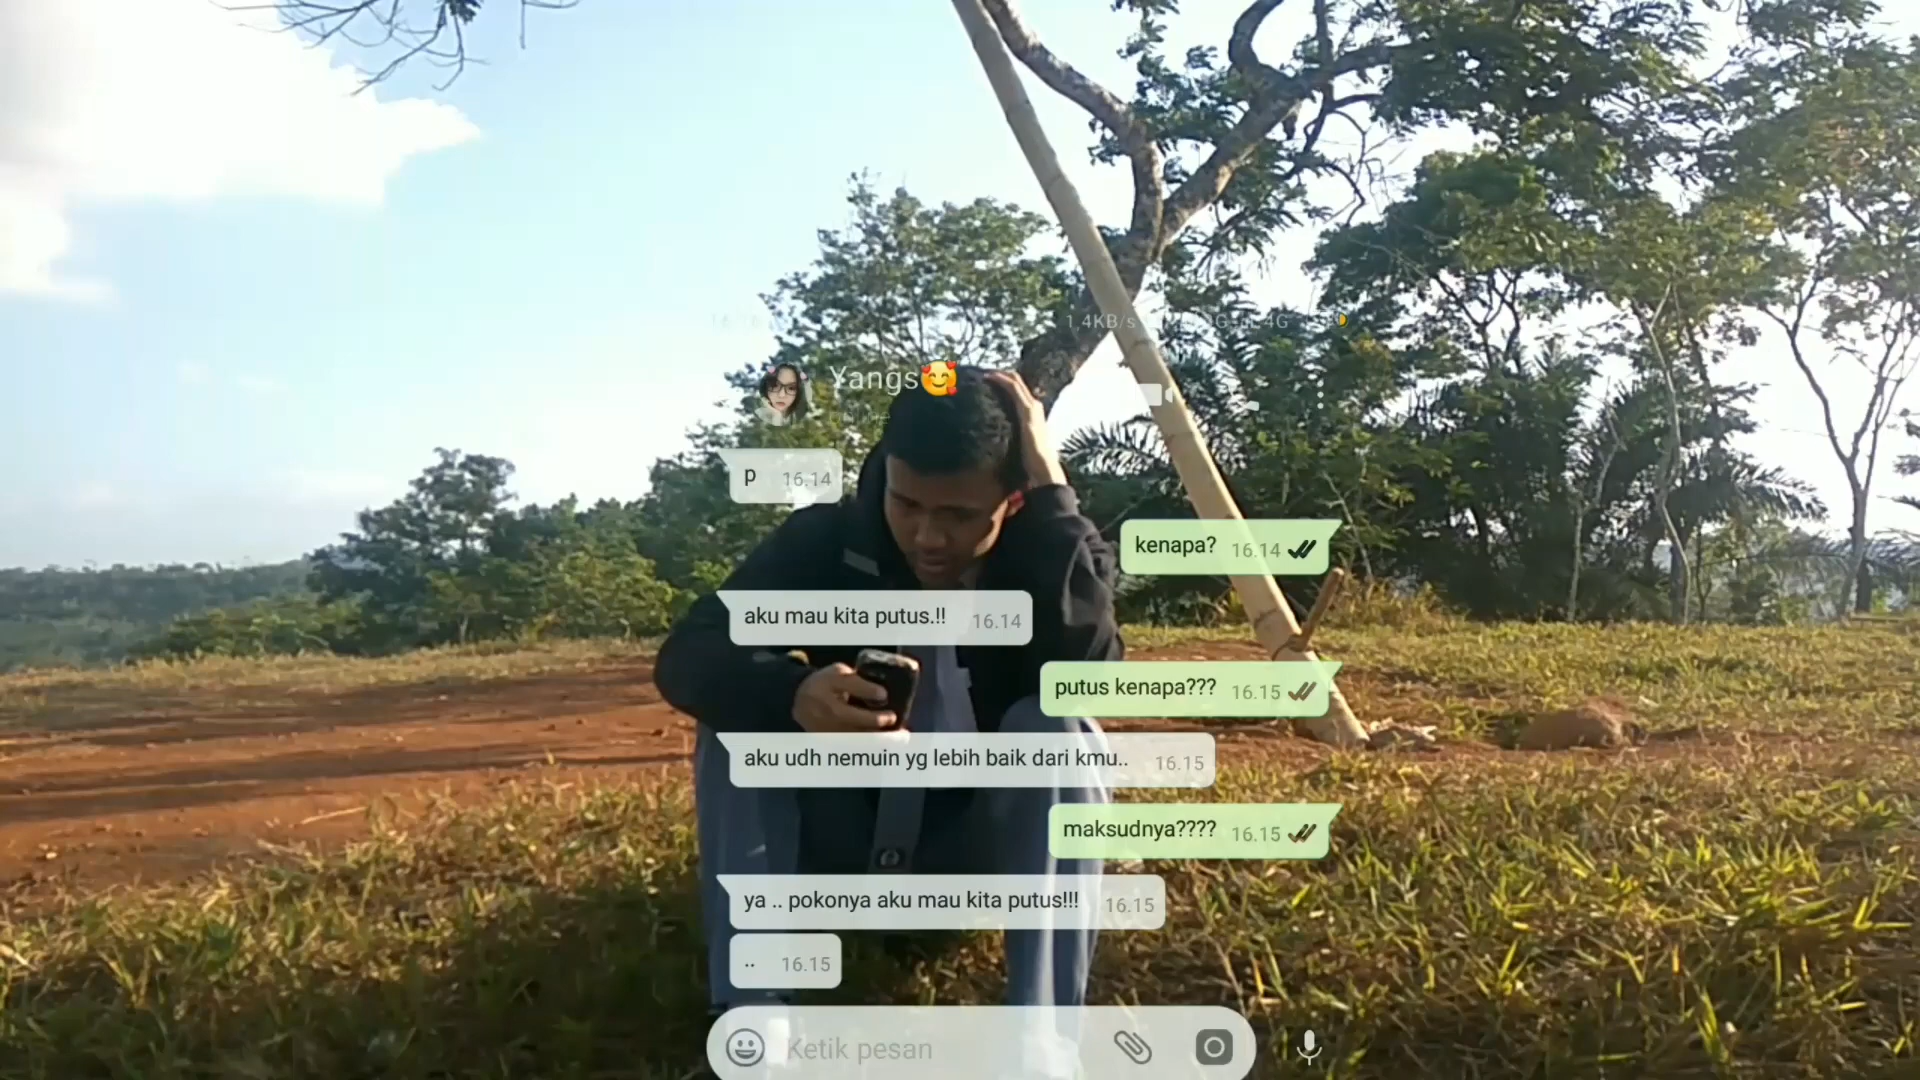 1.4KB/s
Yangs🥰
p 16.14
kenapa? 16.14
aku mau kita putus.!! 16.14
putus kenapa??? 16.15
aku udh nemuin yg lebih baik dari kmu.. 16.15
maksudnya???? 16.15
ya .. pokonya aku mau kita putus!!! 16.15
.. 16.15
Ketik pesan